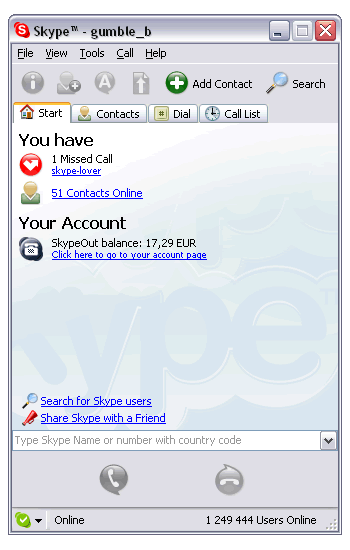 Skype™ - gumble_b
File View Tools Call Help
Add Contact Search
Start Contacts Dial Call List
You have
1 Missed Call
skype-lover
51 Contacts Online
Your Account
SkypeOut balance: 17,29 EUR
Click here to go to your account page
Search for Skype users
Share Skype with a Friend
Type Skype Name or number with country code
Online 1 249 444 Users Online